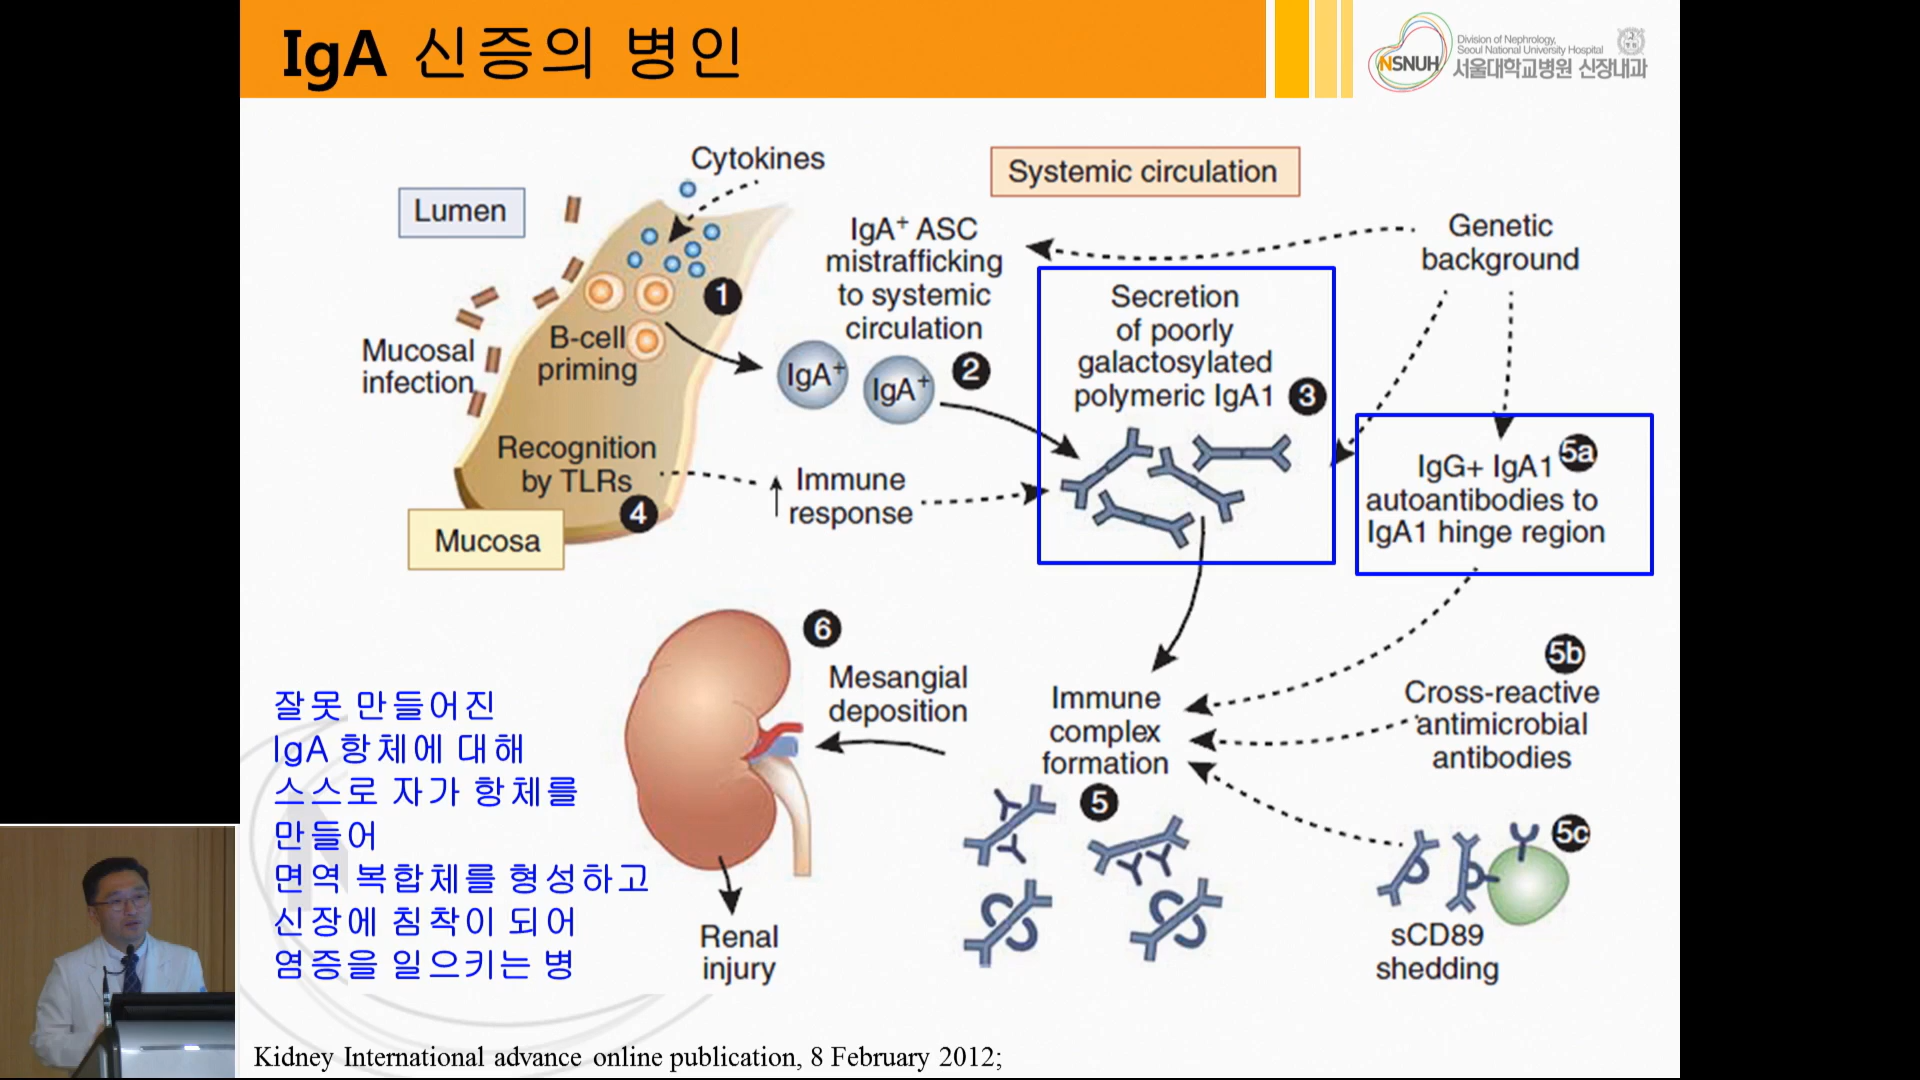 IgA 신증의 병인
NSNUH
Division of Nephrology,
Seoul National University Hospital
서울대학교병원 신장내과
Cytokines
Systemic circulation
Lumen
IgA⁺ ASC
mistrafficking
to systemic
circulation
Genetic
background
1
Secretion
of poorly
galactosylated
polymeric IgA1
3
Mucosal
infection
B-cell
priming
IgA⁺
IgA⁺
2
Recognition
by TLRs
4
Immune
response
5a
IgG+ IgA1
autoantibodies to
IgA1 hinge region
Mucosa
6
Mesangial
deposition
Immune
complex
formation
5
5b
Cross-reactive
antimicrobial
antibodies
5c
sCD89
shedding
Renal
injury
잘못 만들어진
IgA 항체에 대해
스스로 자가 항체를
만들어
면역 복합체를 형성하고
신장에 침착이 되어
염증을 일으키는 병
Kidney International advance online publication, 8 February 2012;